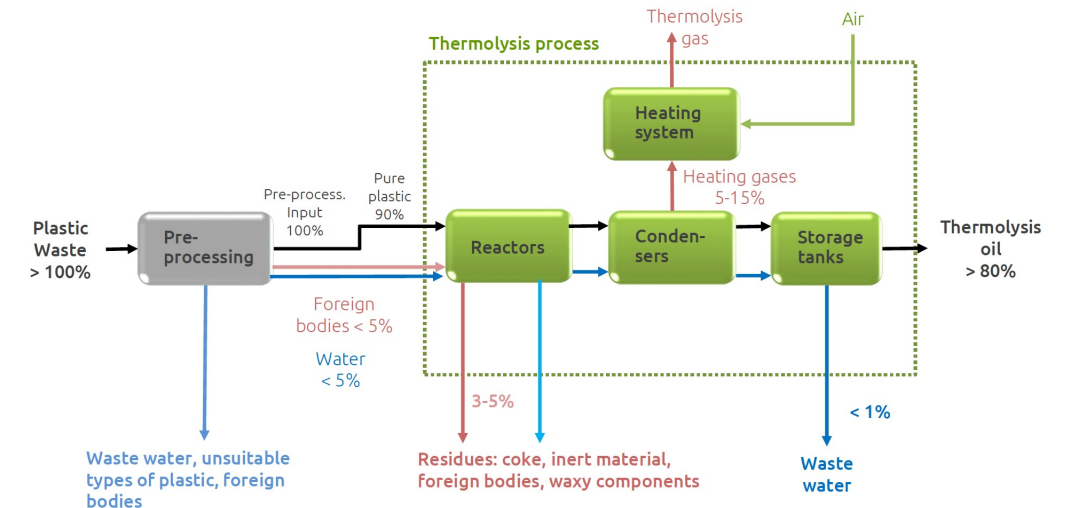 Thermolysis
gas
Air
Thermolysis process
Heating
system
Heating gases
5-15%
Pure
plastic
90%
Pre-process.
Input
100%
Plastic
Waste
> 100%
Pre-
processing
Reactors
Conden-
sers
Storage
tanks
Thermolysis
oil
> 80%
Foreign
bodies < 5%
Water
< 5%
3-5%
< 1%
Waste water, unsuitable
types of plastic, foreign
bodies
Residues: coke, inert material,
foreign bodies, waxy components
Waste
water